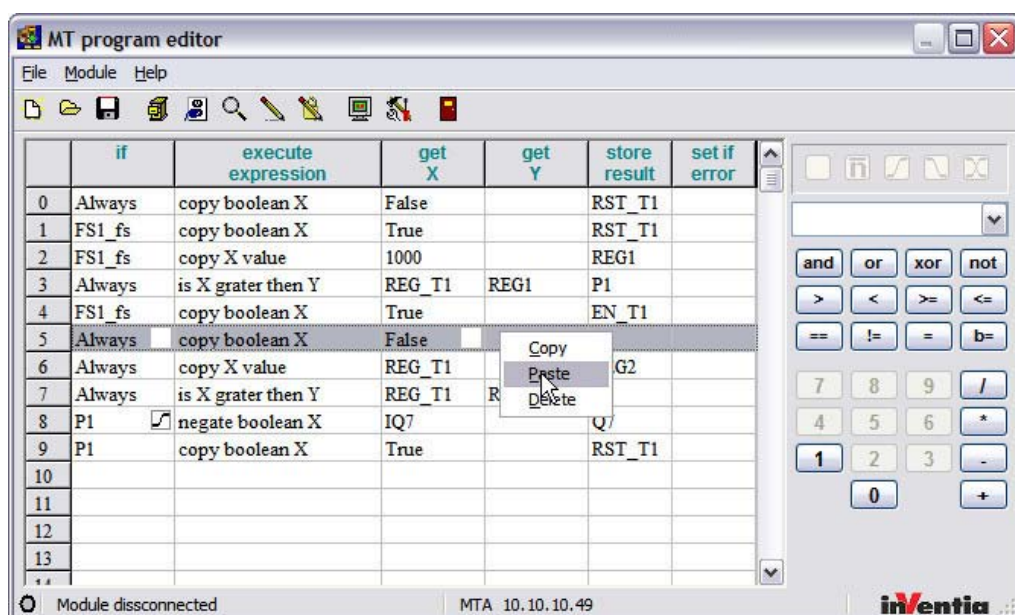 MT program editor
File Module Help
if execute expression get X get Y store result set if error
0 Always copy boolean X False RST_T1
1 FS1_fs copy boolean X True RST_T1
2 FS1_fs copy X value 1000 REG1
3 Always is X grater then Y REG_T1 REG1 P1
4 FS1_fs copy boolean X True EN_T1
5 Always copy boolean X False
6 Always copy X value REG_T1 G2
7 Always is X grater then Y REG_T1 R
8 P1 negate boolean X IQ7 Q7
9 P1 copy boolean X True RST_T1
10
11
12
13
14
Copy
Paste
Delete
n
and or xor not
> < >= <=
== != = b=
7 8 9 /
4 5 6 *
1 2 3 -
0 +
Module dissconnected MTA 10.10.10.49 inVentia